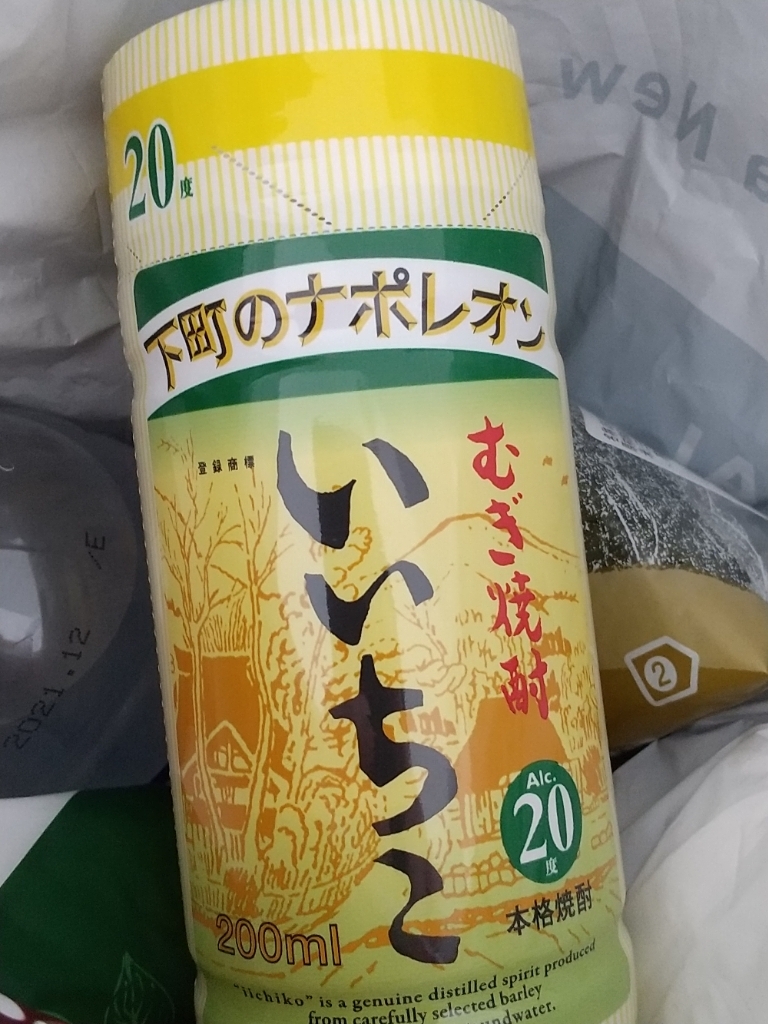 20度
下町のナポレオン
登録商標
いいちこ
むぎ焼酎
Alc.
20
度
本格焼酎
200ml
"iichiko" is a genuine distilled spirit produced
from carefully selected barley
2021.12
/E
②
New